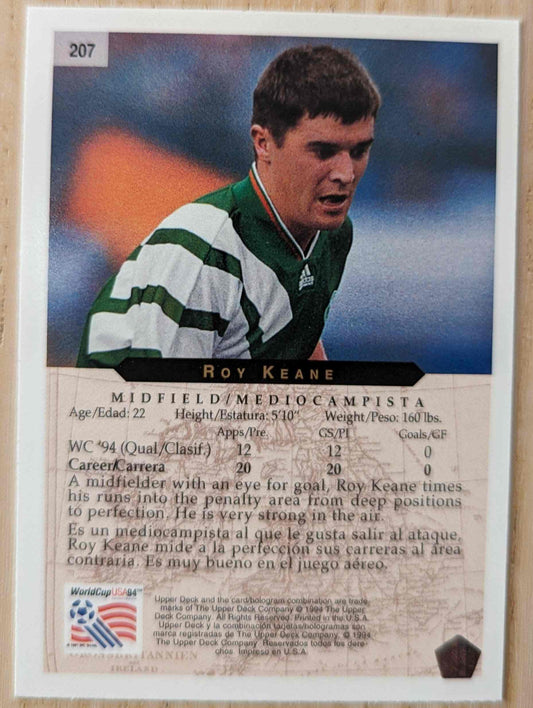 207
ROY KEANE
MIDFIELD/MEDIOCAMPISTA
Age/Edad: 22 Height/Estatura: 5'10" Weight/Peso: 160 lbs.
Apps/Pre. GS/PI Goals/GF
WC '94 (Qual./Clasif.) 12 12 0
Career/Carrera 20 20 0
A midfielder with an eye for goal, Roy Keane times
his runs into the penalty area from deep positions
to perfection. He is very strong in the air.
Es un mediocampista al que le gusta salir al ataque,
Roy Keane mide a la perfección sus carreras al área
contraria. Es muy bueno en el juego aéreo.
WorldCupUSA94
Upper Deck and the card/hologram combination are trade-
marks of The Upper Deck Company © 1994 The Upper
Deck Company. All Rights Reserved. Printed in the U.S.A.
Upper Deck y la combinación tarjetas/hologramas son
marca registradas de The Upper Deck Company, © 1994
The Upper Deck Company. Reservados todos los dere-
chos. Impreso en U.S.A.
BRITANNIEN
IRELAND